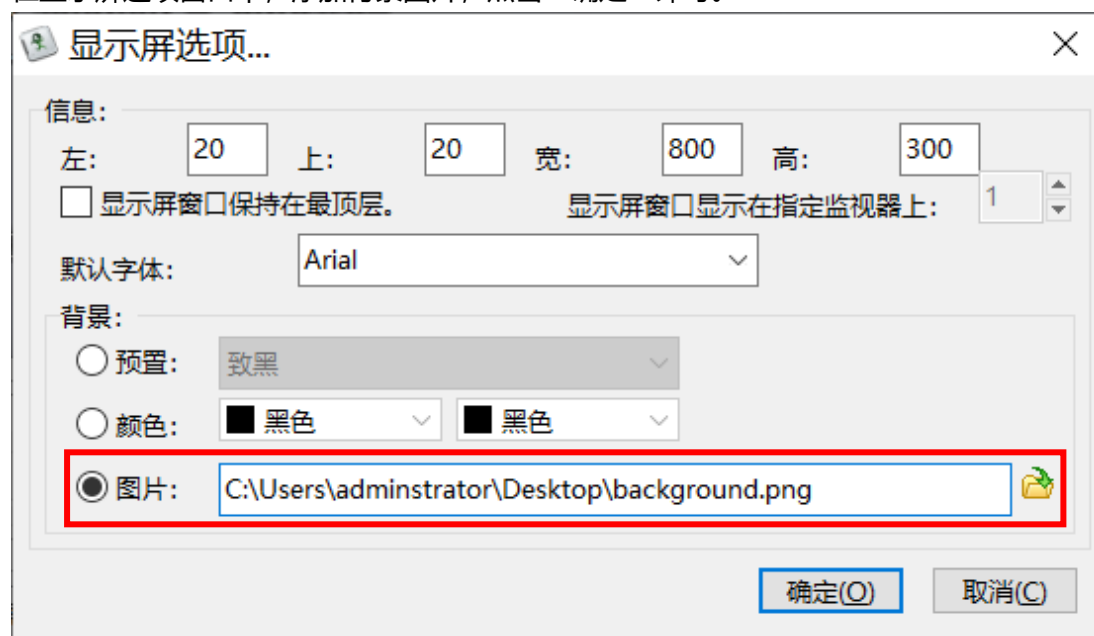 显示屏选项...
信息:
左: 20 上: 20 宽: 800 高: 300
显示屏窗口保持在最顶层。 显示屏窗口显示在指定监视器上: 1
默认字体: Arial
背景:
预置: 致黑
颜色: 黑色 黑色
图片: C:\Users\adminstrator\Desktop\background.png
确定(O) 取消(C)